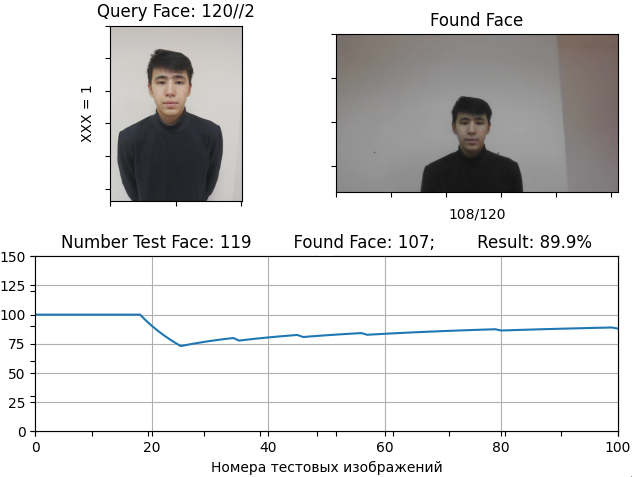 Query Face: 120//2
Found Face
XXX = 1
108/120
Number Test Face: 119 Found Face: 107; Result: 89.9%
150
125
100
75
50
25
0
0 20 40 60 80 100
Номера тестовых изображений